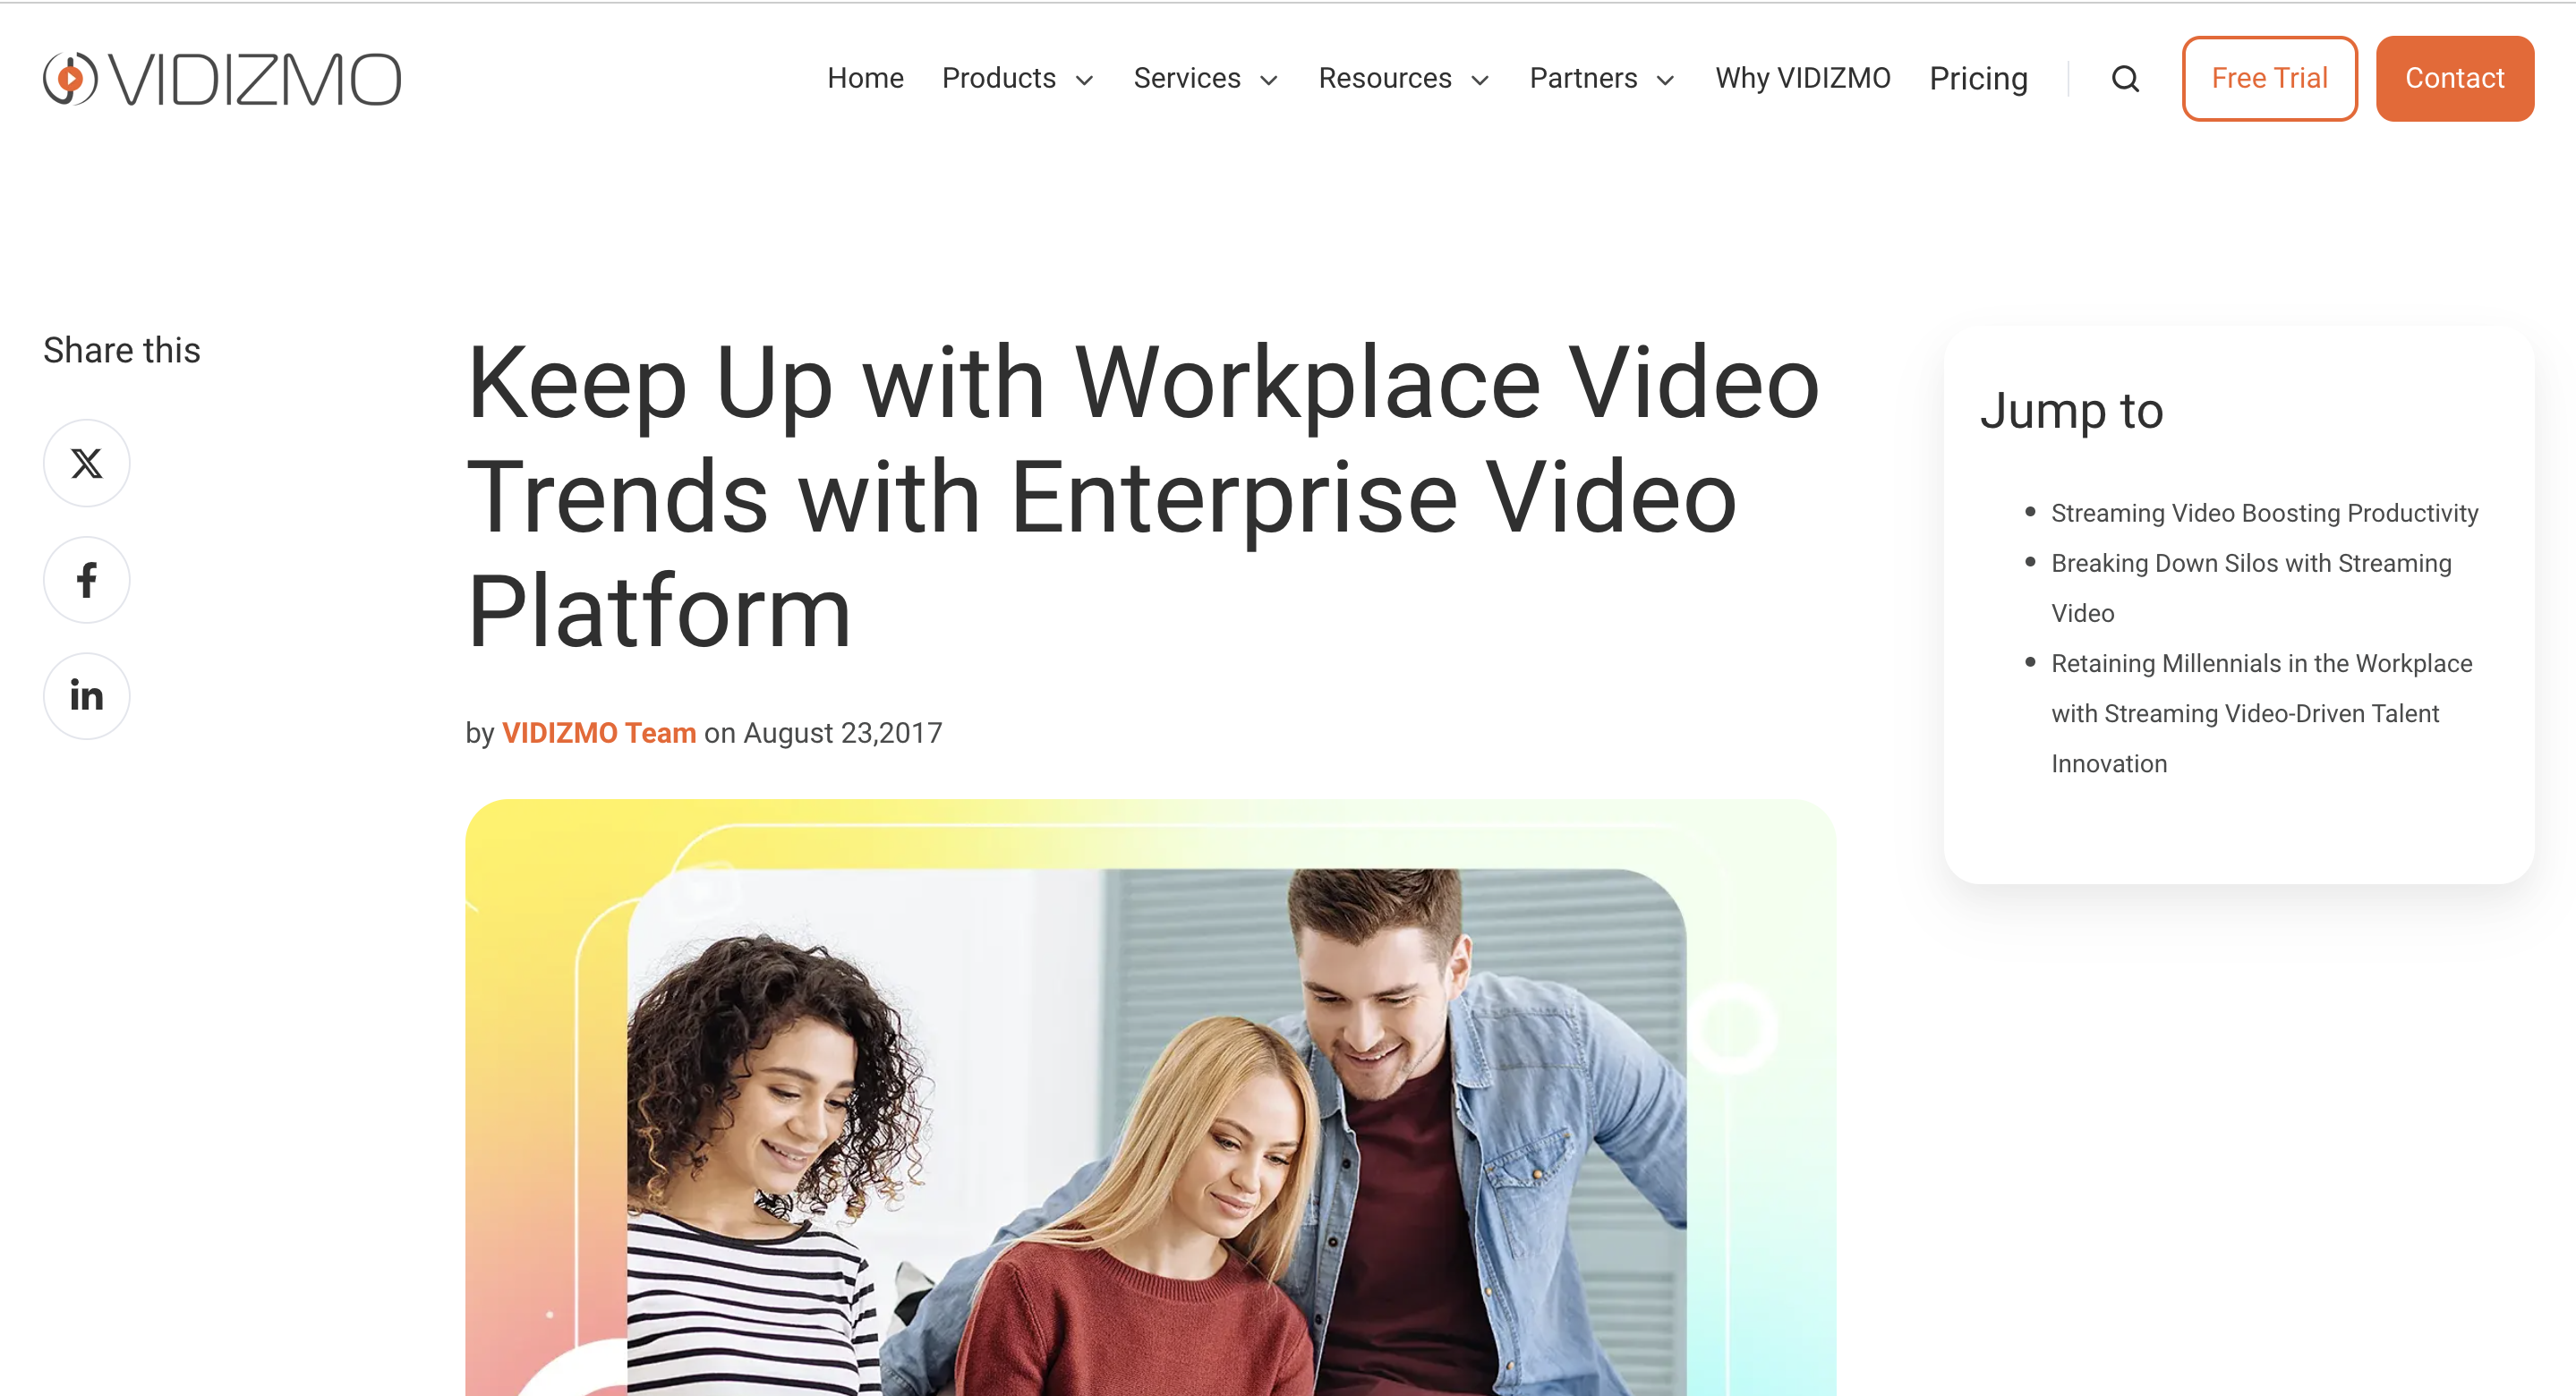 VIDIZMO
Home Products Services Resources Partners Why VIDIZMO Pricing Free Trial Contact
Share this
Keep Up with Workplace Video
Trends with Enterprise Video
Platform
by VIDIZMO Team on August 23,2017
Jump to
Streaming Video Boosting Productivity
Breaking Down Silos with Streaming
Video
Retaining Millennials in the Workplace
with Streaming Video-Driven Talent
Innovation